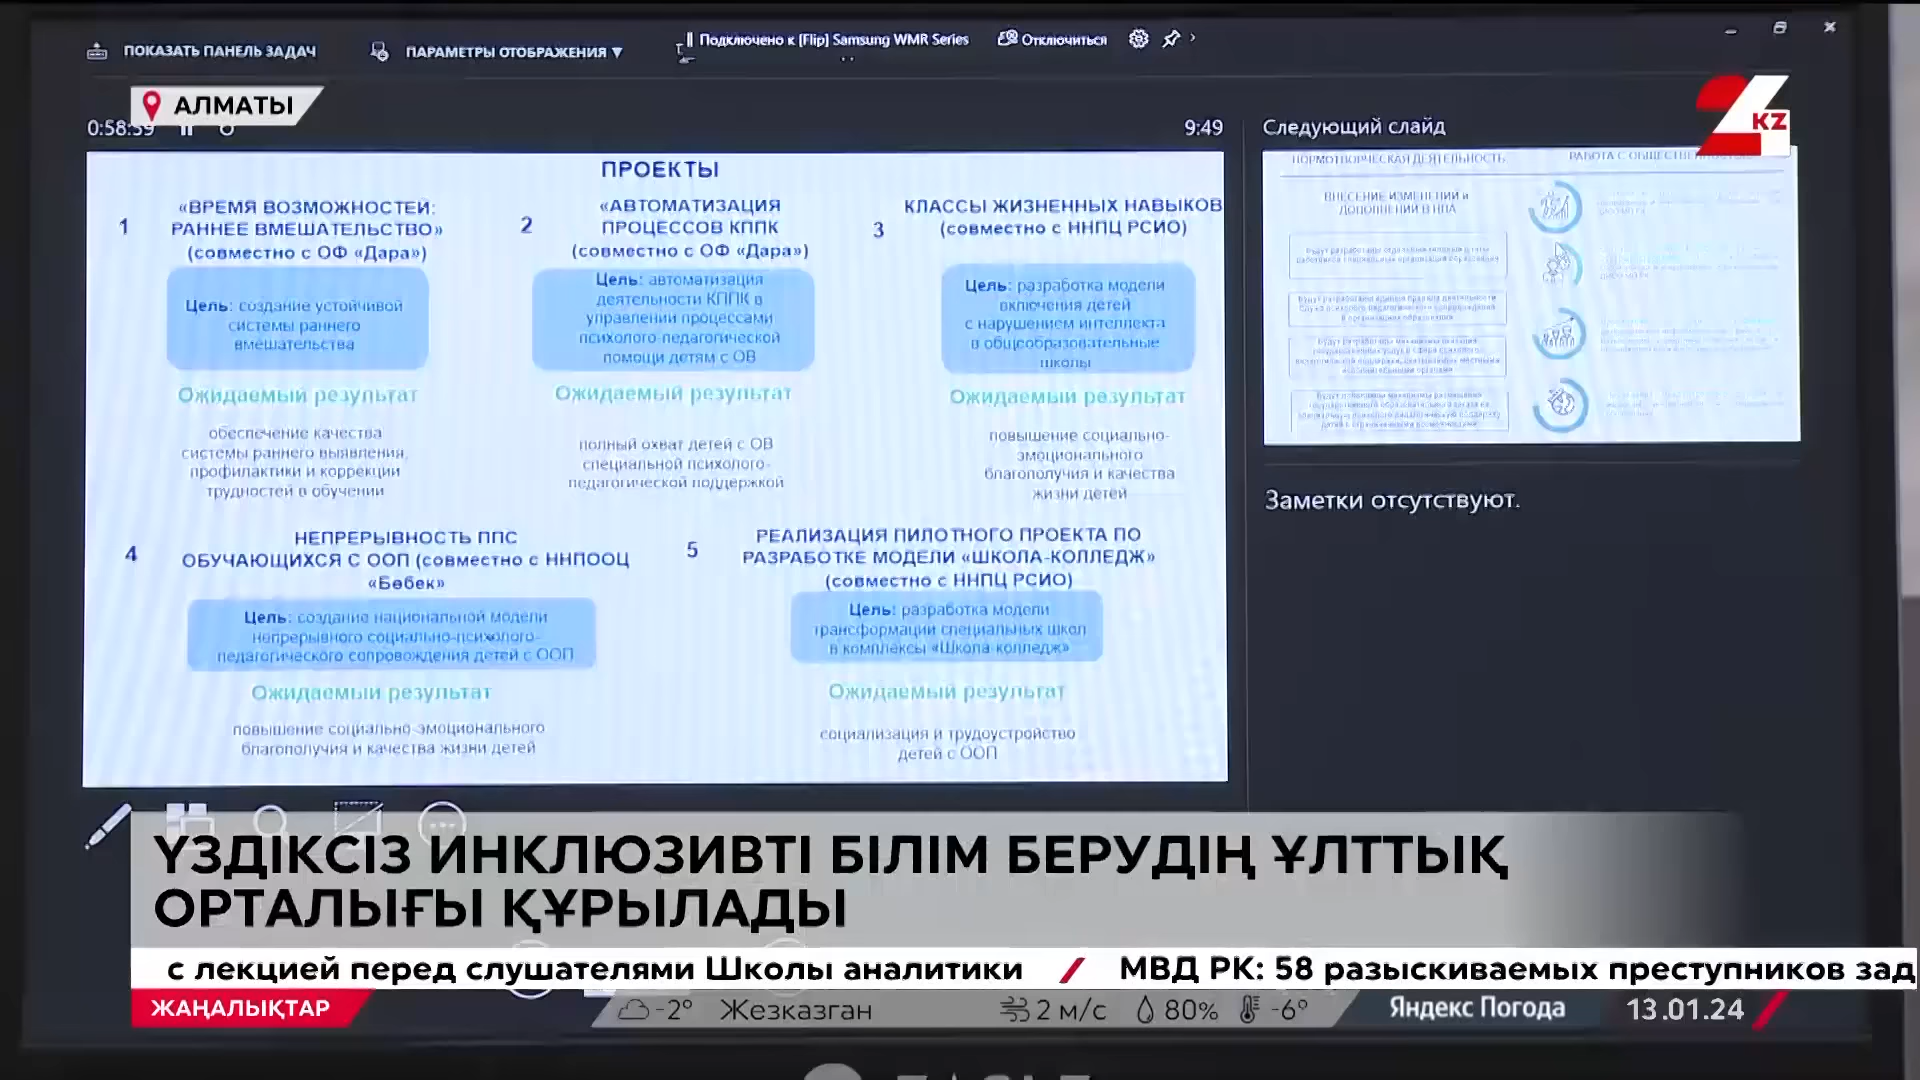 ПОКАЗАТЬ ПАНЕЛЬ ЗАДАЧ
ПАРАМЕТРЫ ОТОБРАЖЕНИЯ ▼
Подключено к [Flip] Samsung WMR Series
Отключиться
АЛМАТЫ
24 KZ
0:58:59
9:49
Следующий слайд
ПРОЕКТЫ
1
«ВРЕМЯ ВОЗМОЖНОСТЕЙ:
РАННЕЕ ВМЕШАТЕЛЬСТВО»
(совместно с ОФ «Дара»)
Цель: создание устойчивой
системы раннего
вмешательства
Ожидаемый результат
обеспечение качества
системы раннего выявления,
профилактики и коррекции
трудностей в обучении
2
«АВТОМАТИЗАЦИЯ
ПРОЦЕССОВ КППК
(совместно с ОФ «Дара»)
Цель: автоматизация
деятельности КППК в
управлении процессами
психолого-педагогической
помощи детям с ОВ
Ожидаемый результат
полный охват детей с ОВ
специальной психолого-
педагогической поддержкой
3
КЛАССЫ ЖИЗНЕННЫХ НАВЫКОВ
(совместно с ННПЦ РСИО)
Цель: разработка модели
включения детей
с нарушением интеллекта
в общеобразовательные
школы
Ожидаемый результат
повышение социально-
эмоционального
благополучия и качества
жизни детей
4
НЕПРЕРЫВНОСТЬ ППС
ОБУЧАЮЩИХСЯ С ООП (совместно с ННПООЦ
«Бөбек»
Цель: создание национальной модели
непрерывного социально-психолого-
педагогического сопровождения детей с ООП
Ожидаемый результат
повышение социально-эмоционального
благополучия и качества жизни детей
5
РЕАЛИЗАЦИЯ ПИЛОТНОГО ПРОЕКТА ПО
РАЗРАБОТКЕ МОДЕЛИ «ШКОЛА-КОЛЛЕДЖ»
(совместно с ННПЦ РСИО)
Цель: разработка модели
трансформации специальных школ
в комплексы «Школа колледж»
Ожидаемый результат
социализация и трудоустройство
детей с ООП
НОРМОТВОРЧЕСКАЯ ДЕЯТЕЛЬНОСТЬ
РАБОТА С ОБЩЕСТВЕННОСТЬЮ
ВНЕСЕНИЕ ИЗМЕНЕНИЙ и
ДОПОЛНЕНИЙ В НПА
Заметки отсутствуют.
ҮЗДІКСІЗ ИНКЛЮЗИВТІ БІЛІМ БЕРУДІҢ ҰЛТТЫҚ
ОРТАЛЫҒЫ ҚҰРЫЛАДЫ
с лекцией перед слушателями Школы аналитики / МВД РК: 58 разыскиваемых преступников зад
ЖАҢАЛЫҚТАР
-2° Жезказган
2 м/с
80%
-6°
Яндекс Погода
13.01.24